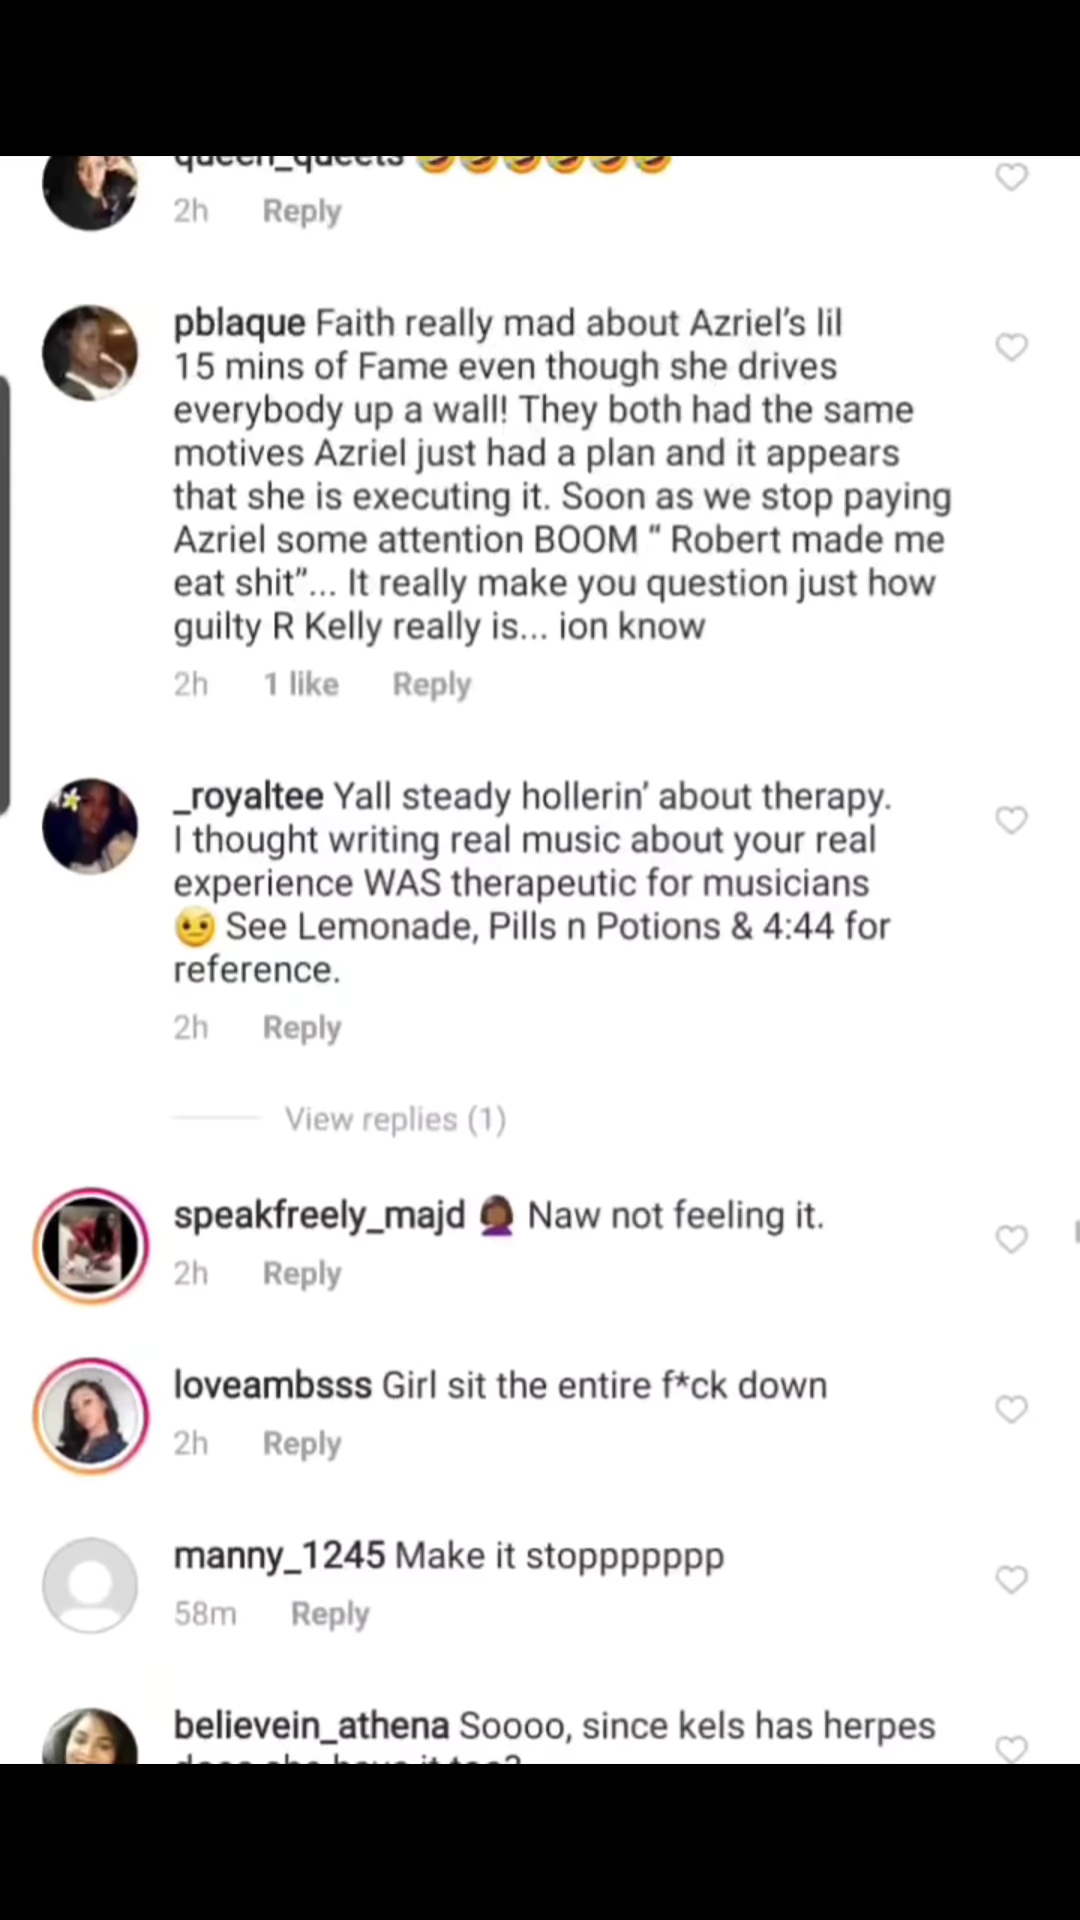 queen_queets 🤣🤣🤣🤣🤣🤣
2h Reply
pblaque Faith really mad about Azriel’s lil
15 mins of Fame even though she drives
everybody up a wall! They both had the same
motives Azriel just had a plan and it appears
that she is executing it. Soon as we stop paying
Azriel some attention BOOM “ Robert made me
eat shit”... It really make you question just how
guilty R Kelly really is... ion know
2h 1 like Reply
_royaltee Yall steady hollerin’ about therapy.
I thought writing real music about your real
experience WAS therapeutic for musicians
🤨 See Lemonade, Pills n Potions & 4:44 for
reference.
2h Reply
View replies (1)
speakfreely_majd 🤦🏾‍♀️ Naw not feeling it.
2h Reply
loveambsss Girl sit the entire f*ck down
2h Reply
manny_1245 Make it stoppppppp
58m Reply
believein_athena Soooo, since kels has herpes
does she have it too?